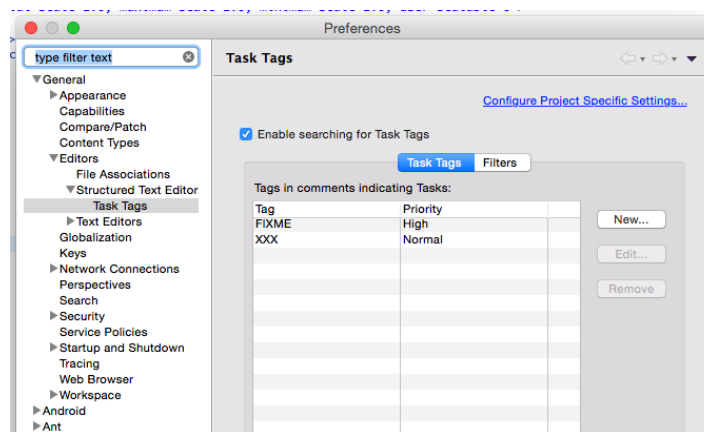 Preferences
type filter text
Task Tags
General
Appearance
Capabilities
Compare/Patch
Content Types
Editors
File Associations
Structured Text Editor
Task Tags
Text Editors
Globalization
Keys
Network Connections
Perspectives
Search
Security
Service Policies
Startup and Shutdown
Tracing
Web Browser
Workspace
Android
Ant
Configure Project Specific Settings...
Enable searching for Task Tags
Task Tags Filters
Tags in comments indicating Tasks:
Tag Priority
FIXME High
XXX Normal
New...
Edit...
Remove